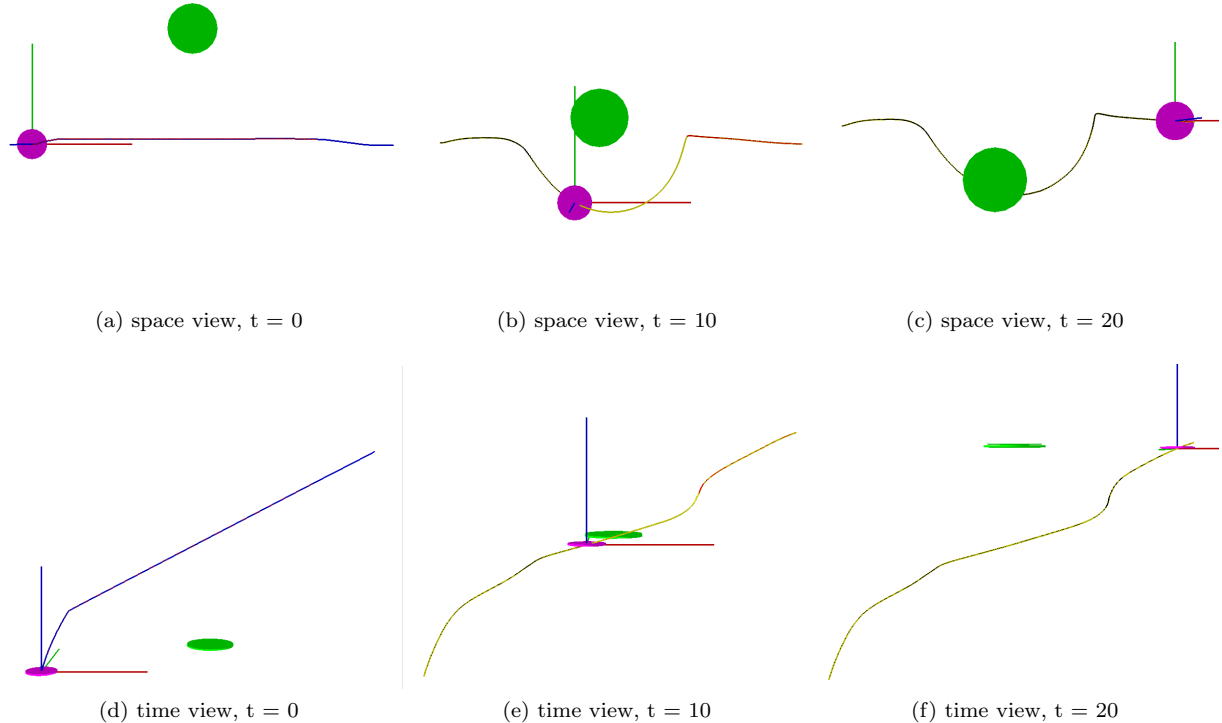 (a) space view, t = 0
(b) space view, t = 10
(c) space view, t = 20
(d) time view, t = 0
(e) time view, t = 10
(f) time view, t = 20